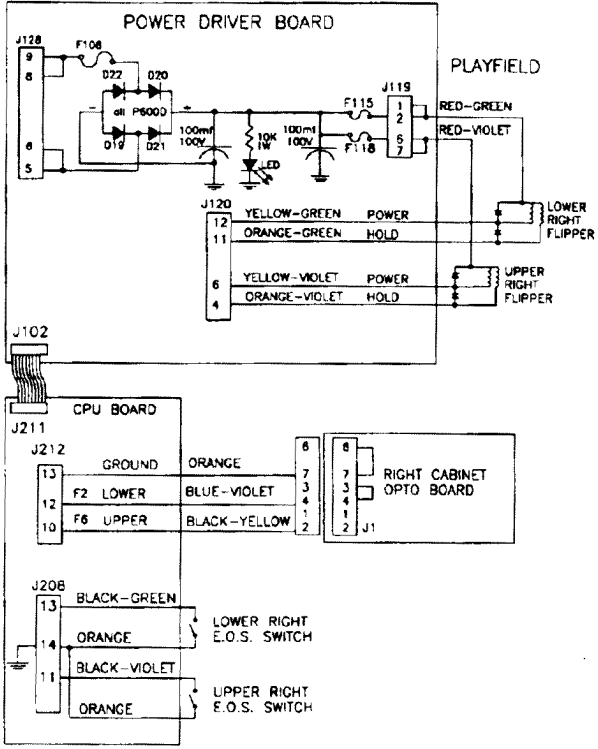 POWER DRIVER BOARD
J128
F108
9
8
6
5
D22
D20
all P600D
D19
D21
−
+
100mf
100V
10K
1W
LED
100mf
100V
F115
F118
J119
1
2
6
7
PLAYFIELD
RED-GREEN
RED-VIOLET
J120
12 YELLOW-GREEN POWER
11 ORANGE-GREEN HOLD
6 YELLOW-VIOLET POWER
4 ORANGE-VIOLET HOLD
LOWER
RIGHT
FLIPPER
UPPER
RIGHT
FLIPPER
J102
J211
CPU BOARD
J212
13 GROUND ORANGE
12 F2 LOWER BLUE-VIOLET
10 F6 UPPER BLACK-YELLOW
6
7
3
4
1
2
6
7
3
4
1
2
J1
RIGHT CABINET
OPTO BOARD
J208
13 BLACK-GREEN
14 ORANGE
11 BLACK-VIOLET
ORANGE
LOWER RIGHT
E.O.S. SWITCH
UPPER RIGHT
E.O.S. SWITCH